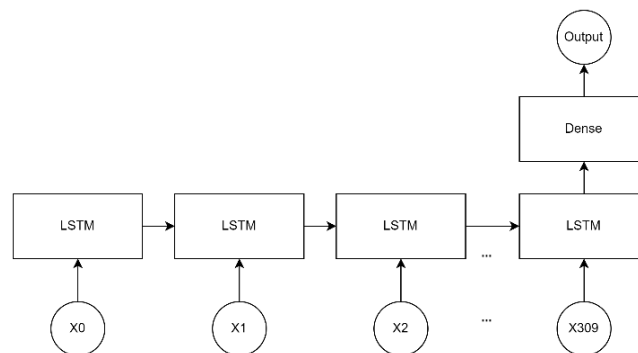 Output
Dense
LSTM
LSTM
LSTM
LSTM
...
X0
X1
X2
...
X309